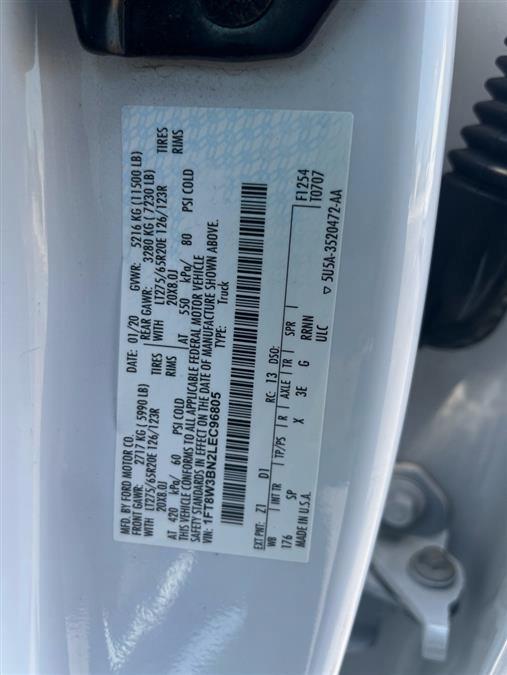 MFD. BY FORD MOTOR CO. DATE: 01/20 GVWR: 5216 KG (11500 LB)
FRONT GAWR: 2717 KG ( 5990 LB) REAR GAWR: 3280 KG ( 7230 LB)
WITH LT275/65R20E 126/123R TIRES WITH LT275/65R20E 126/123R TIRES
20X8.0J RIMS 20X8.0J RIMS
AT 420 kPa/ 60 PSI COLD AT 550 kPa/ 80 PSI COLD
THIS VEHICLE CONFORMS TO ALL APPLICABLE FEDERAL MOTOR VEHICLE
SAFETY STANDARDS IN EFFECT ON THE DATE OF MANUFACTURE SHOWN ABOVE.
VIN: 1FT8W3BN2LEC96805 TYPE: Truck
EXT PNT: Z1 D1 RC: 13 DSO: F1254
WB INT TR TP/PS R AXLE TR SPR T0707
176 SP X 3E G RRNN
MADE IN U.S.A. ULC ▽ 5U5A-3520472-AA